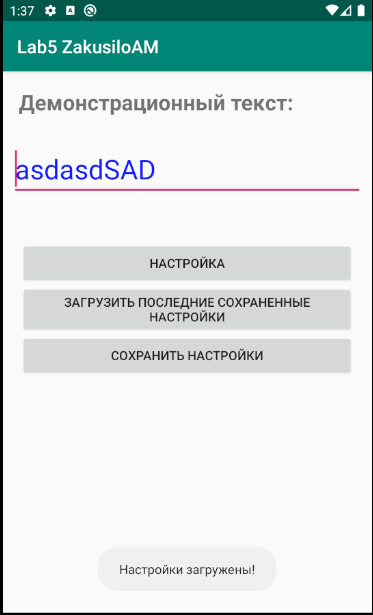 1:37
Lab5 ZakusiloAM
Демонстрационный текст:
asdasdSAD
НАСТРОЙКА
ЗАГРУЗИТЬ ПОСЛЕДНИЕ СОХРАНЕННЫЕ
НАСТРОЙКИ
СОХРАНИТЬ НАСТРОЙКИ
Настройки загружены!